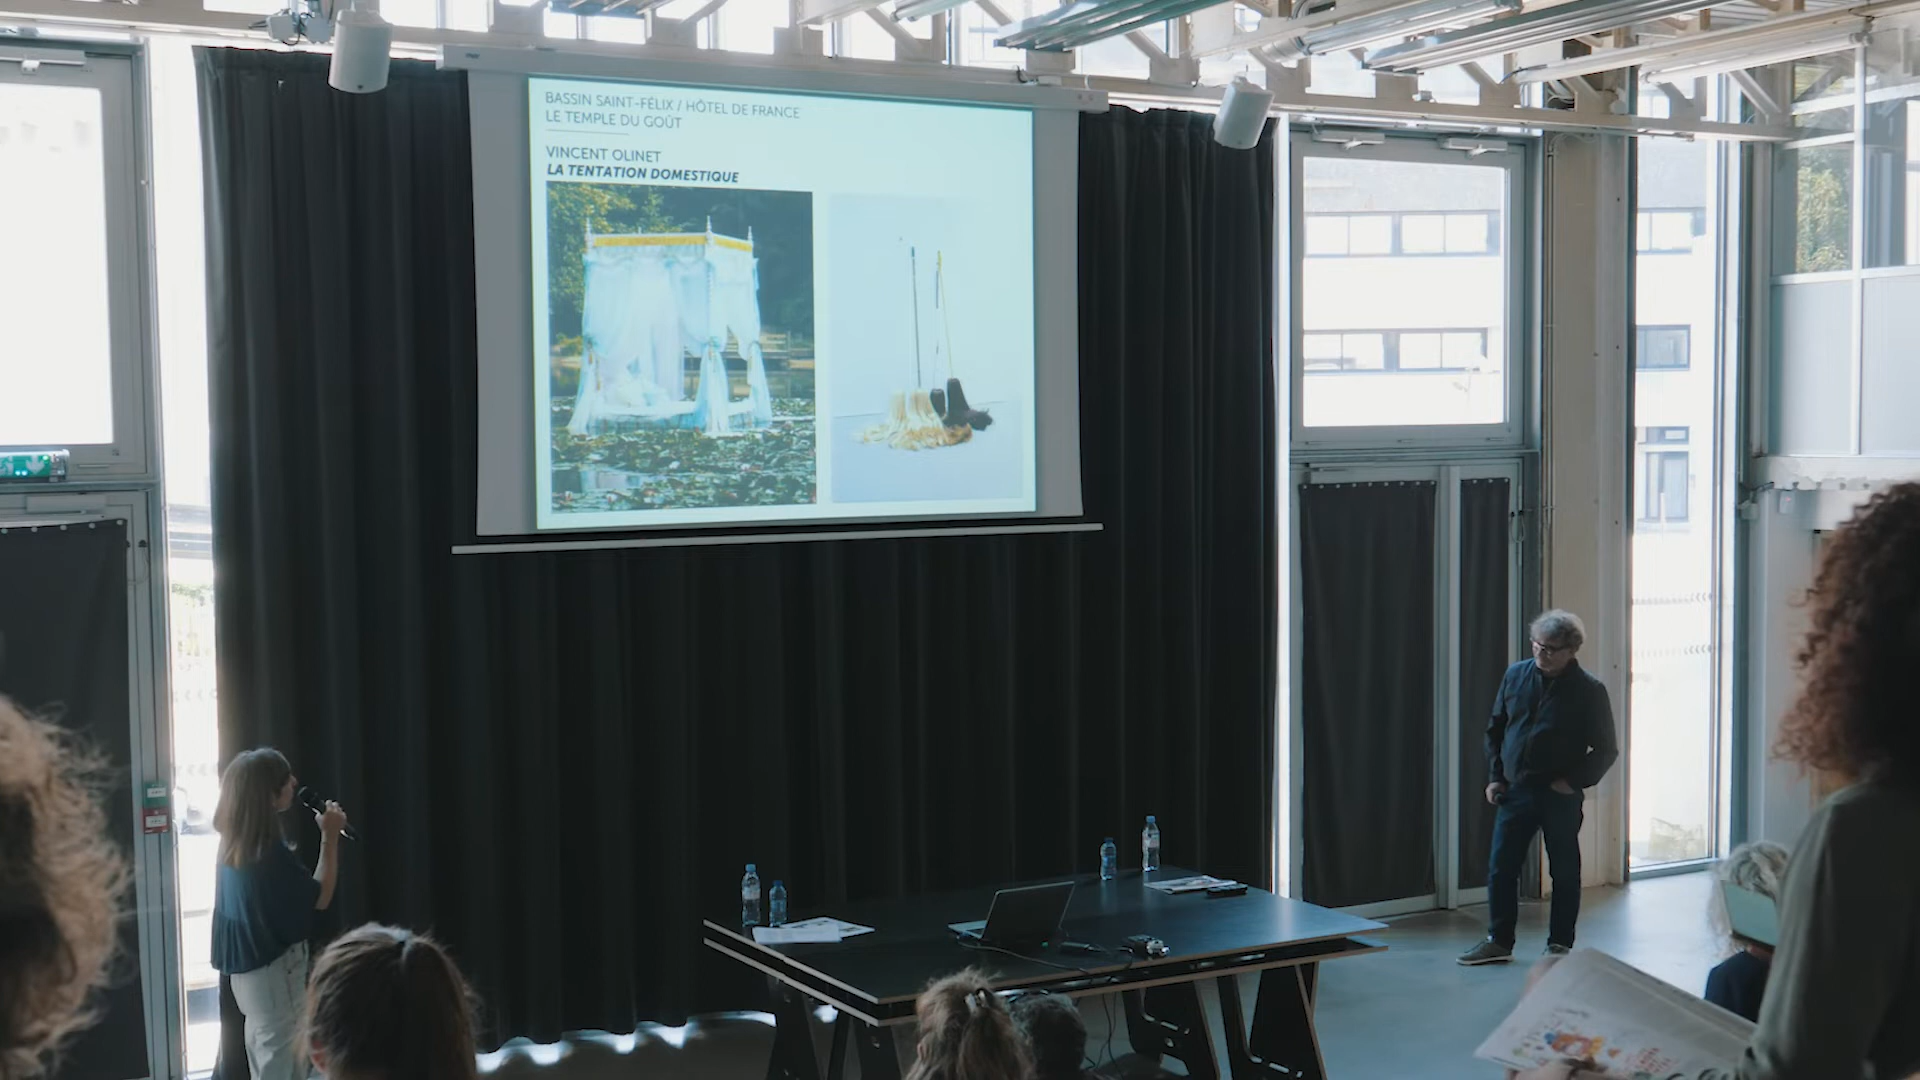 BASSIN SAINT-FÉLIX / HÔTEL DE FRANCE
LE TEMPLE DU GOÛT
VINCENT OLINET
LA TENTATION DOMESTIQUE